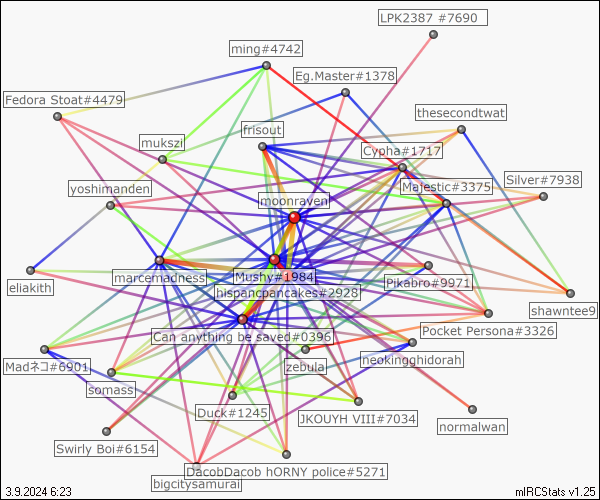 LPK2387 #7690
ming#4742
Eg.Master#1378
Fedora Stoat#4479
thesecondtwat
frisout
mukszi
Cypha#1717
Silver#7938
Majestic#3375
yoshimanden
moonraven
marcemadness
Mushy#1984
Pikabro#9971
eliakith
hispancpancakes#2928
shawntee9
Pocket Persona#3326
Can anything be saved#0396
Madネコ#6901
zebula
neokingghidorah
somass
Duck#1245
JKOUYH VIII#7034
normalwan
Swirly Boi#6154
DacobDacob hORNY police#5271
bigcitysamurai
3.9.2024 6:23
mIRCStats v1.25